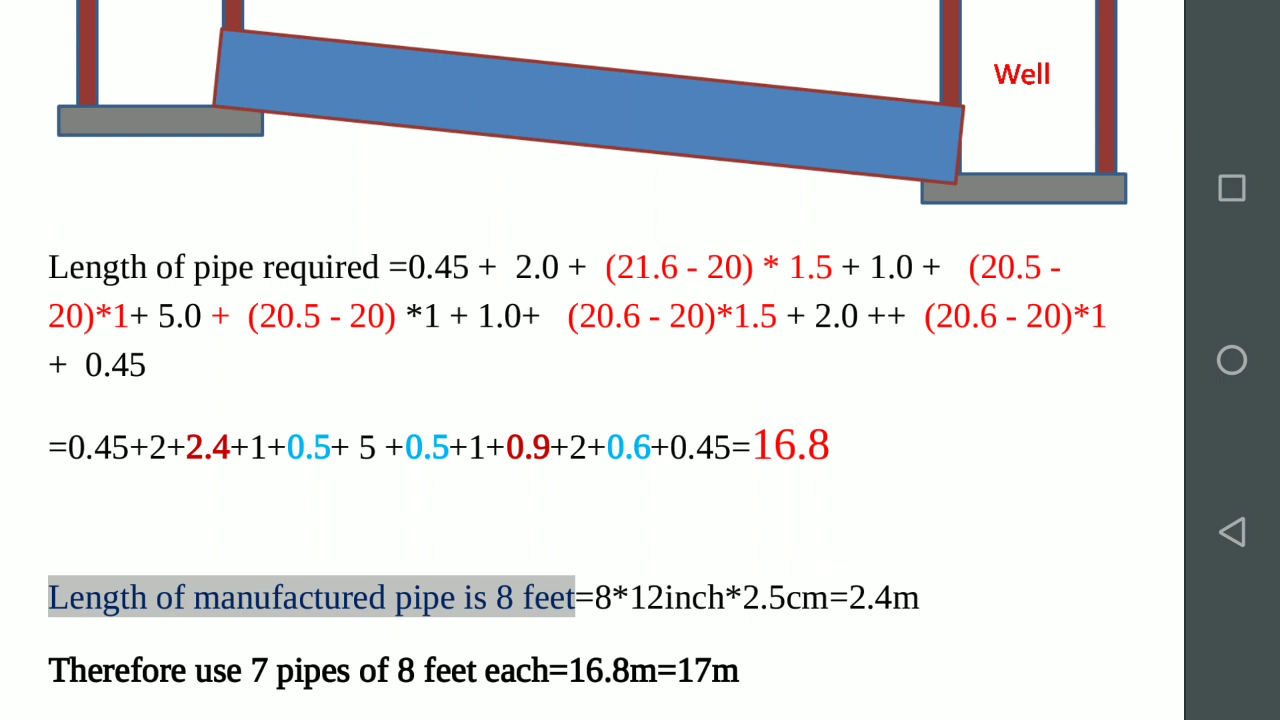 Well
Length of pipe required =0.45 + 2.0 + (21.6 - 20) * 1.5 + 1.0 + (20.5 -
20)*1+ 5.0 + (20.5 - 20) *1 + 1.0+ (20.6 - 20)*1.5 + 2.0 ++ (20.6 - 20)*1
+ 0.45
=0.45+2+2.4+1+0.5+ 5 +0.5+1+0.9+2+0.6+0.45=16.8
Length of manufactured pipe is 8 feet=8*12inch*2.5cm=2.4m
Therefore use 7 pipes of 8 feet each=16.8m=17m